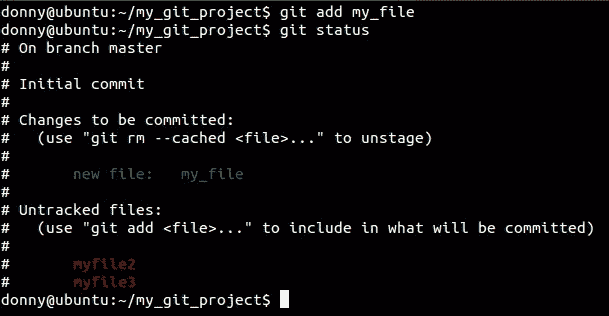 donny@ubuntu:~/my_git_project$ git add my_file
donny@ubuntu:~/my_git_project$ git status
# On branch master
#
# Initial commit
#
# Changes to be committed:
#   (use "git rm --cached <file>..." to unstage)
#
#       new file:   my_file
#
# Untracked files:
#   (use "git add <file>..." to include in what will be committed)
#
#       myfile2
#       myfile3
donny@ubuntu:~/my_git_project$